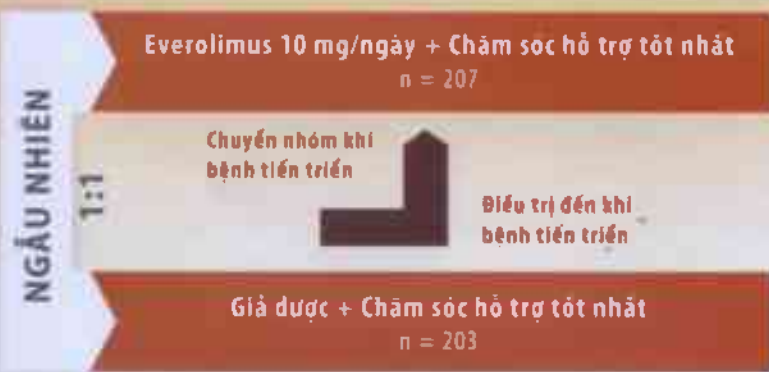 Everolimus 10 mg/ngày + Chăm sóc hỗ trợ tốt nhất
n = 207
NGẪU NHIÊN
1:1
Chuyển nhóm khi
bệnh tiến triển
Điều trị đến khi
bệnh tiến triển
Giả dược + Chăm sóc hỗ trợ tốt nhất
n = 203